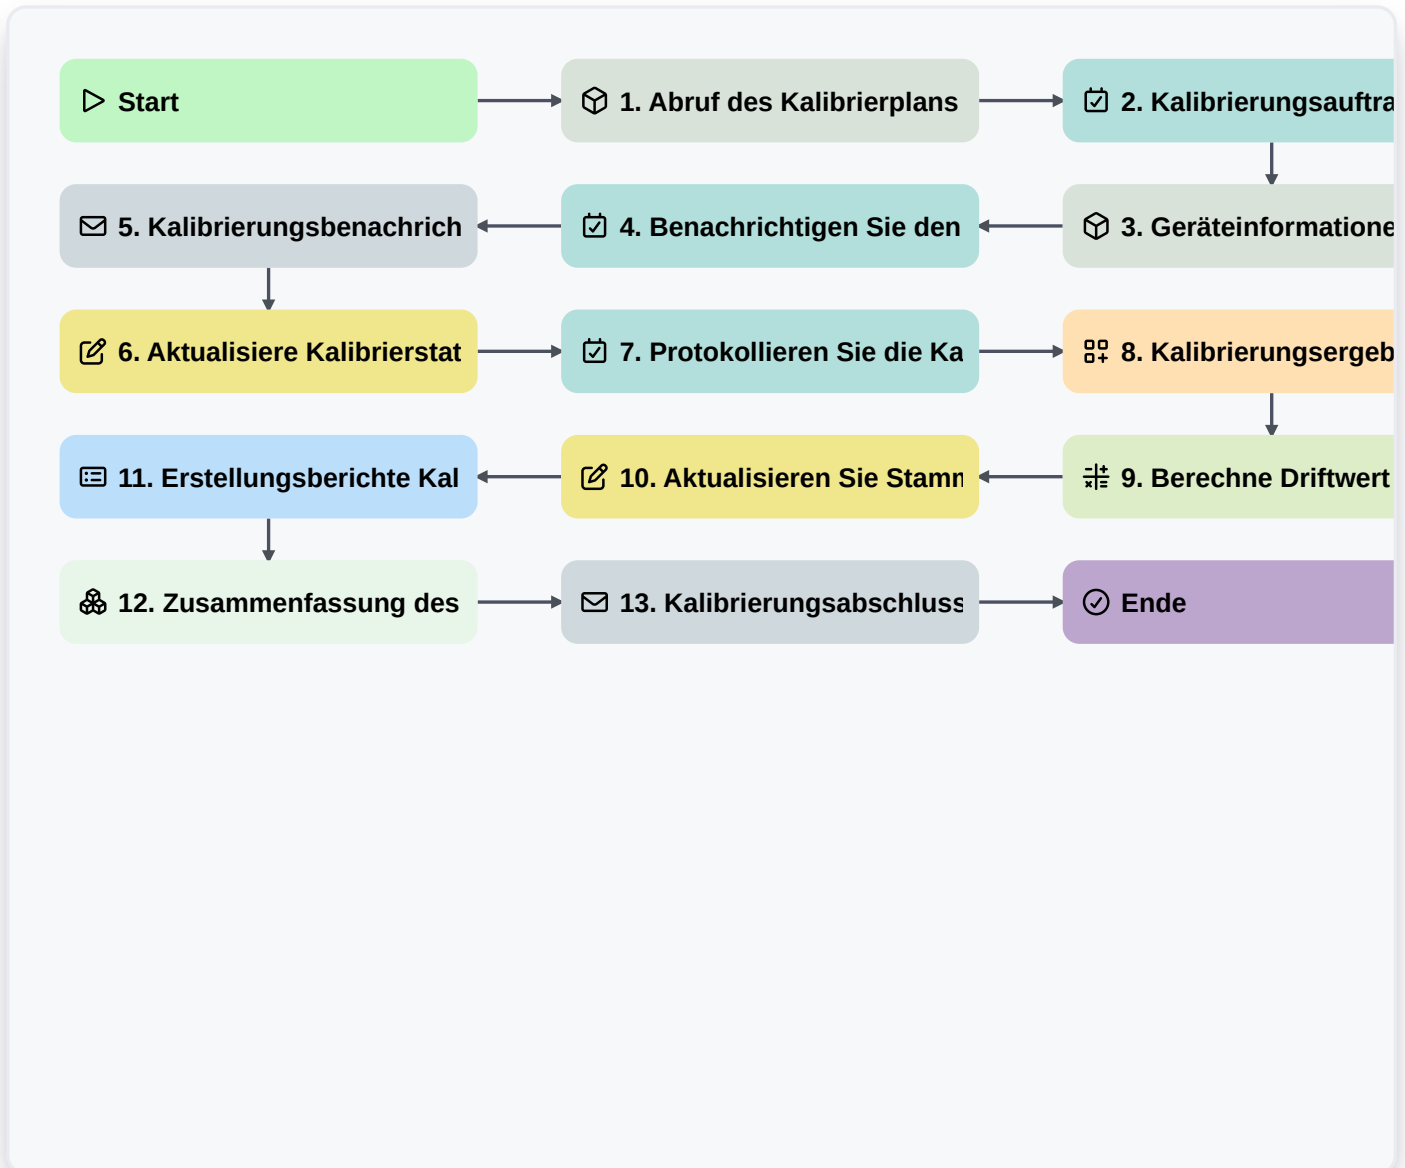 Start
1. Abruf des Kalibrierplans
2. Kalibrierungsauftra
5. Kalibrierungsbenachrich
4. Benachrichtigen Sie den
3. Geräteinformatione
6. Aktualisiere Kalibrierstat
7. Protokollieren Sie die Ka
8. Kalibrierungsergeb
11. Erstellungsberichte Kal
10. Aktualisieren Sie Stamm
9. Berechne Driftwert
12. Zusammenfassung des
13. Kalibrierungsabschluss
Ende